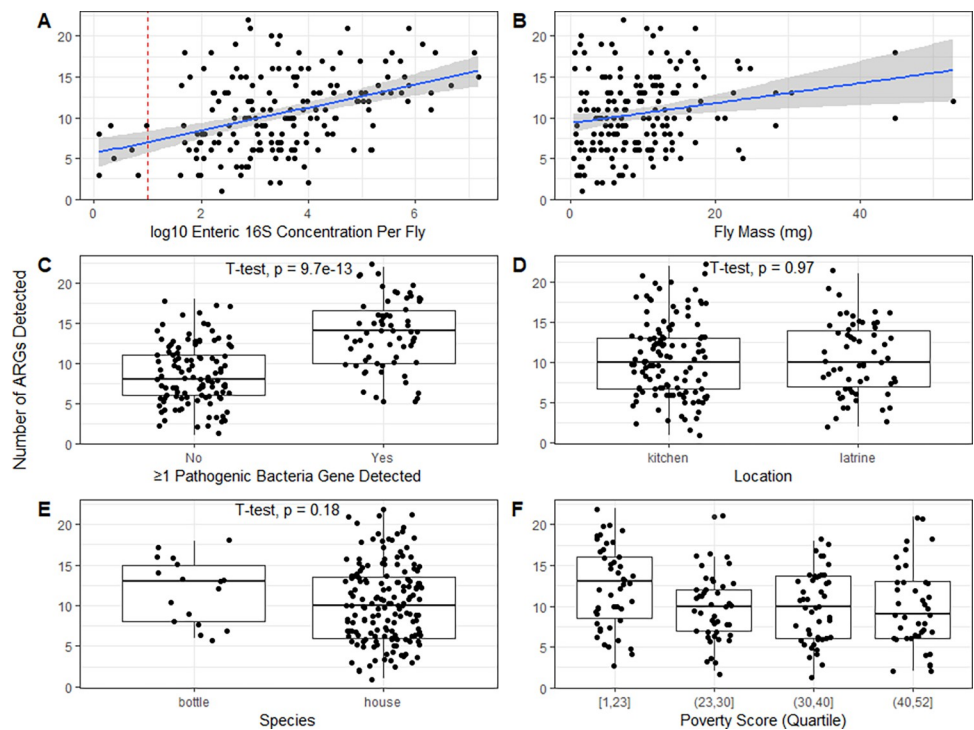 A
B
20
15
10
5
0
0
2
4
6
log10 Enteric 16S Concentration Per Fly
20
15
10
5
0
0
20
40
Fly Mass (mg)
Number of ARGs Detected
C
T-test, p = 9.7e-13
20
15
10
5
0
No
Yes
≥1 Pathogenic Bacteria Gene Detected
D
T-test, p = 0.97
20
15
10
5
0
kitchen
latrine
Location
E
T-test, p = 0.18
20
15
10
5
0
bottle
house
Species
F
20
15
10
5
0
[1,23]
(23,30]
(30,40]
(40,52]
Poverty Score (Quartile)